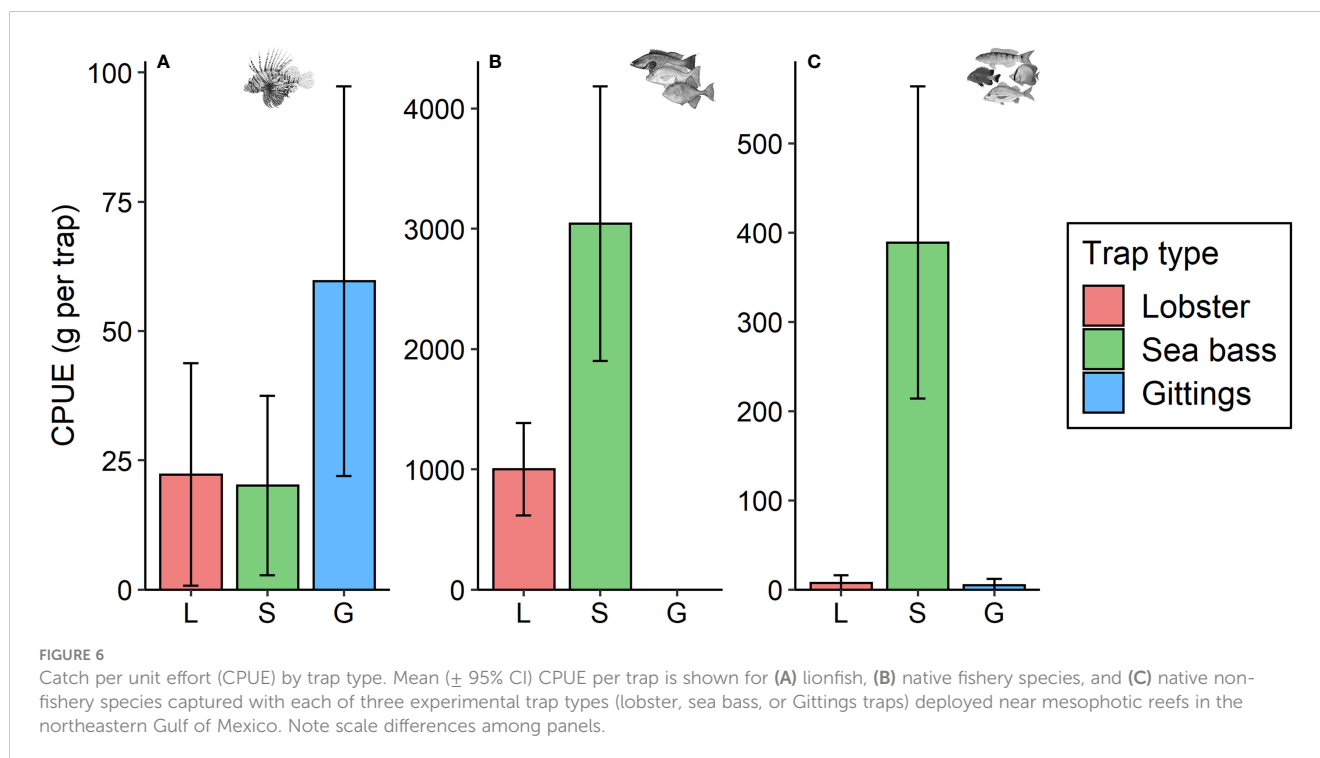 A
B
C
100
75
50
25
0
CPUE (g per trap)
L S G
4000
3000
2000
1000
0
L S G
500
400
300
200
100
0
L S G
Trap type
Lobster
Sea bass
Gittings
FIGURE 6
Catch per unit effort (CPUE) by trap type. Mean (± 95% CI) CPUE per trap is shown for (A) lionfish, (B) native fishery species, and (C) native non-
fishery species captured with each of three experimental trap types (lobster, sea bass, or Gittings traps) deployed near mesophotic reefs in the
northeastern Gulf of Mexico. Note scale differences among panels.